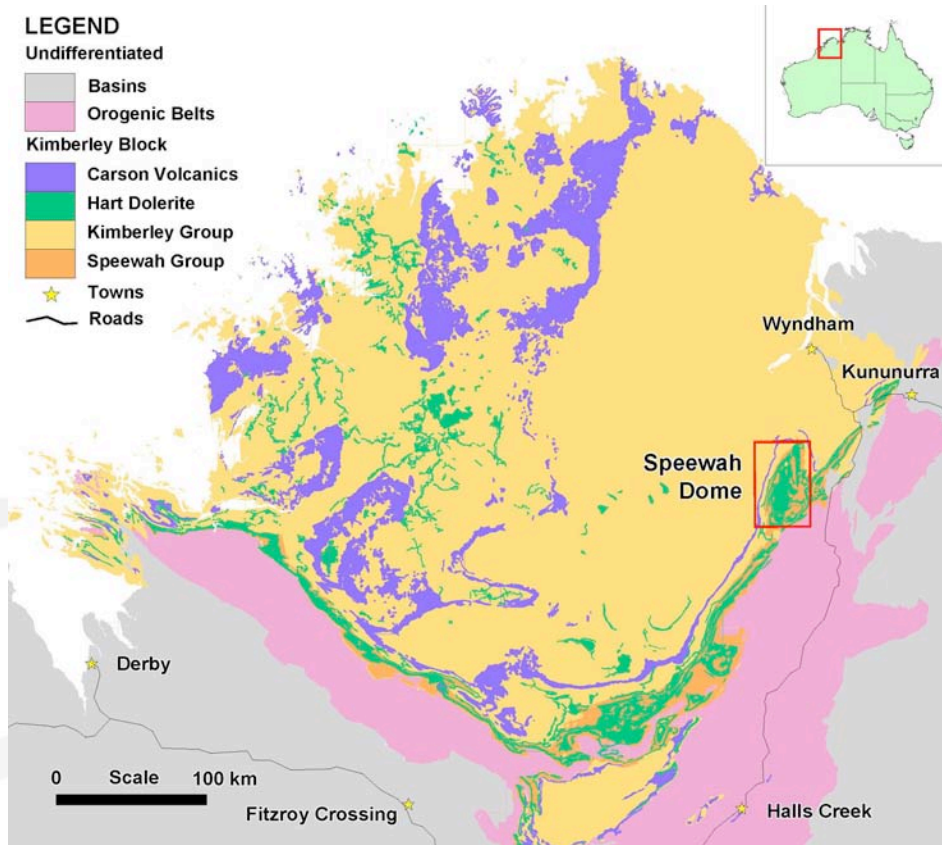 LEGEND
Undifferentiated
Basins
Orogenic Belts
Kimberley Block
Carson Volcanics
Hart Dolerite
Kimberley Group
Speewah Group
Towns
Roads
Wyndham
Kununurra
Speewah
Dome
Derby
0 Scale 100 km
Fitzroy Crossing
Halls Creek